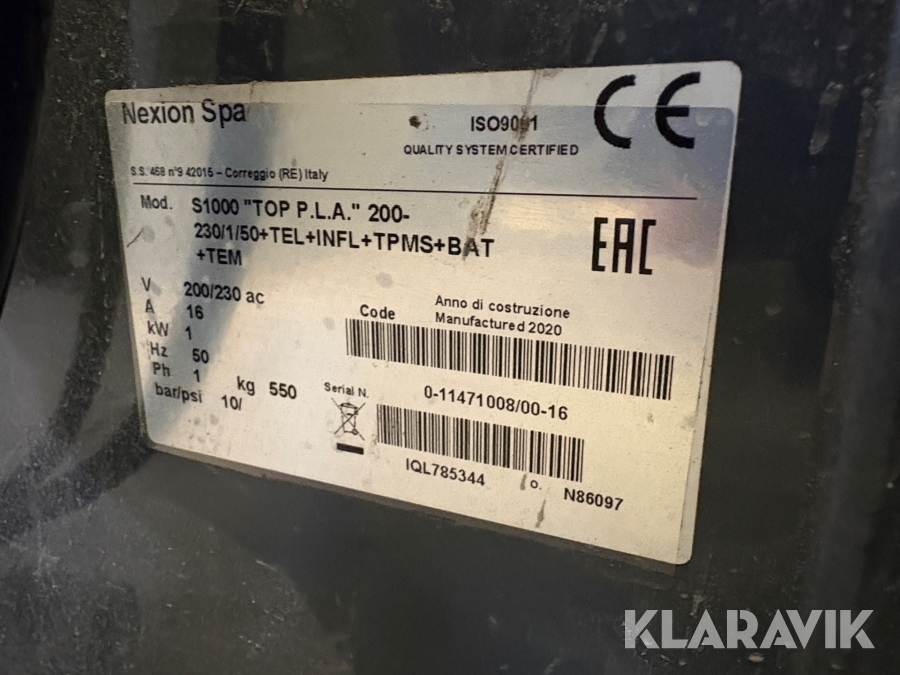 Nexion Spa
ISO9001
QUALITY SYSTEM CERTIFIED
CE
S.S. 468 n°9 42015 – Correggio (RE) Italy
Mod. S1000 "TOP P.L.A." 200-
230/1/50+TEL+INFL+TPMS+BAT
+TEM
EAC
V 200/230 ac
A 16
kW 1
Hz 50
Ph 1
kg 550
bar/psi 10/
Anno di costruzione
Code Manufactured 2020
0-11471008/00-16
Serial N.
IQL785344 o. N86097
KLARAVIK